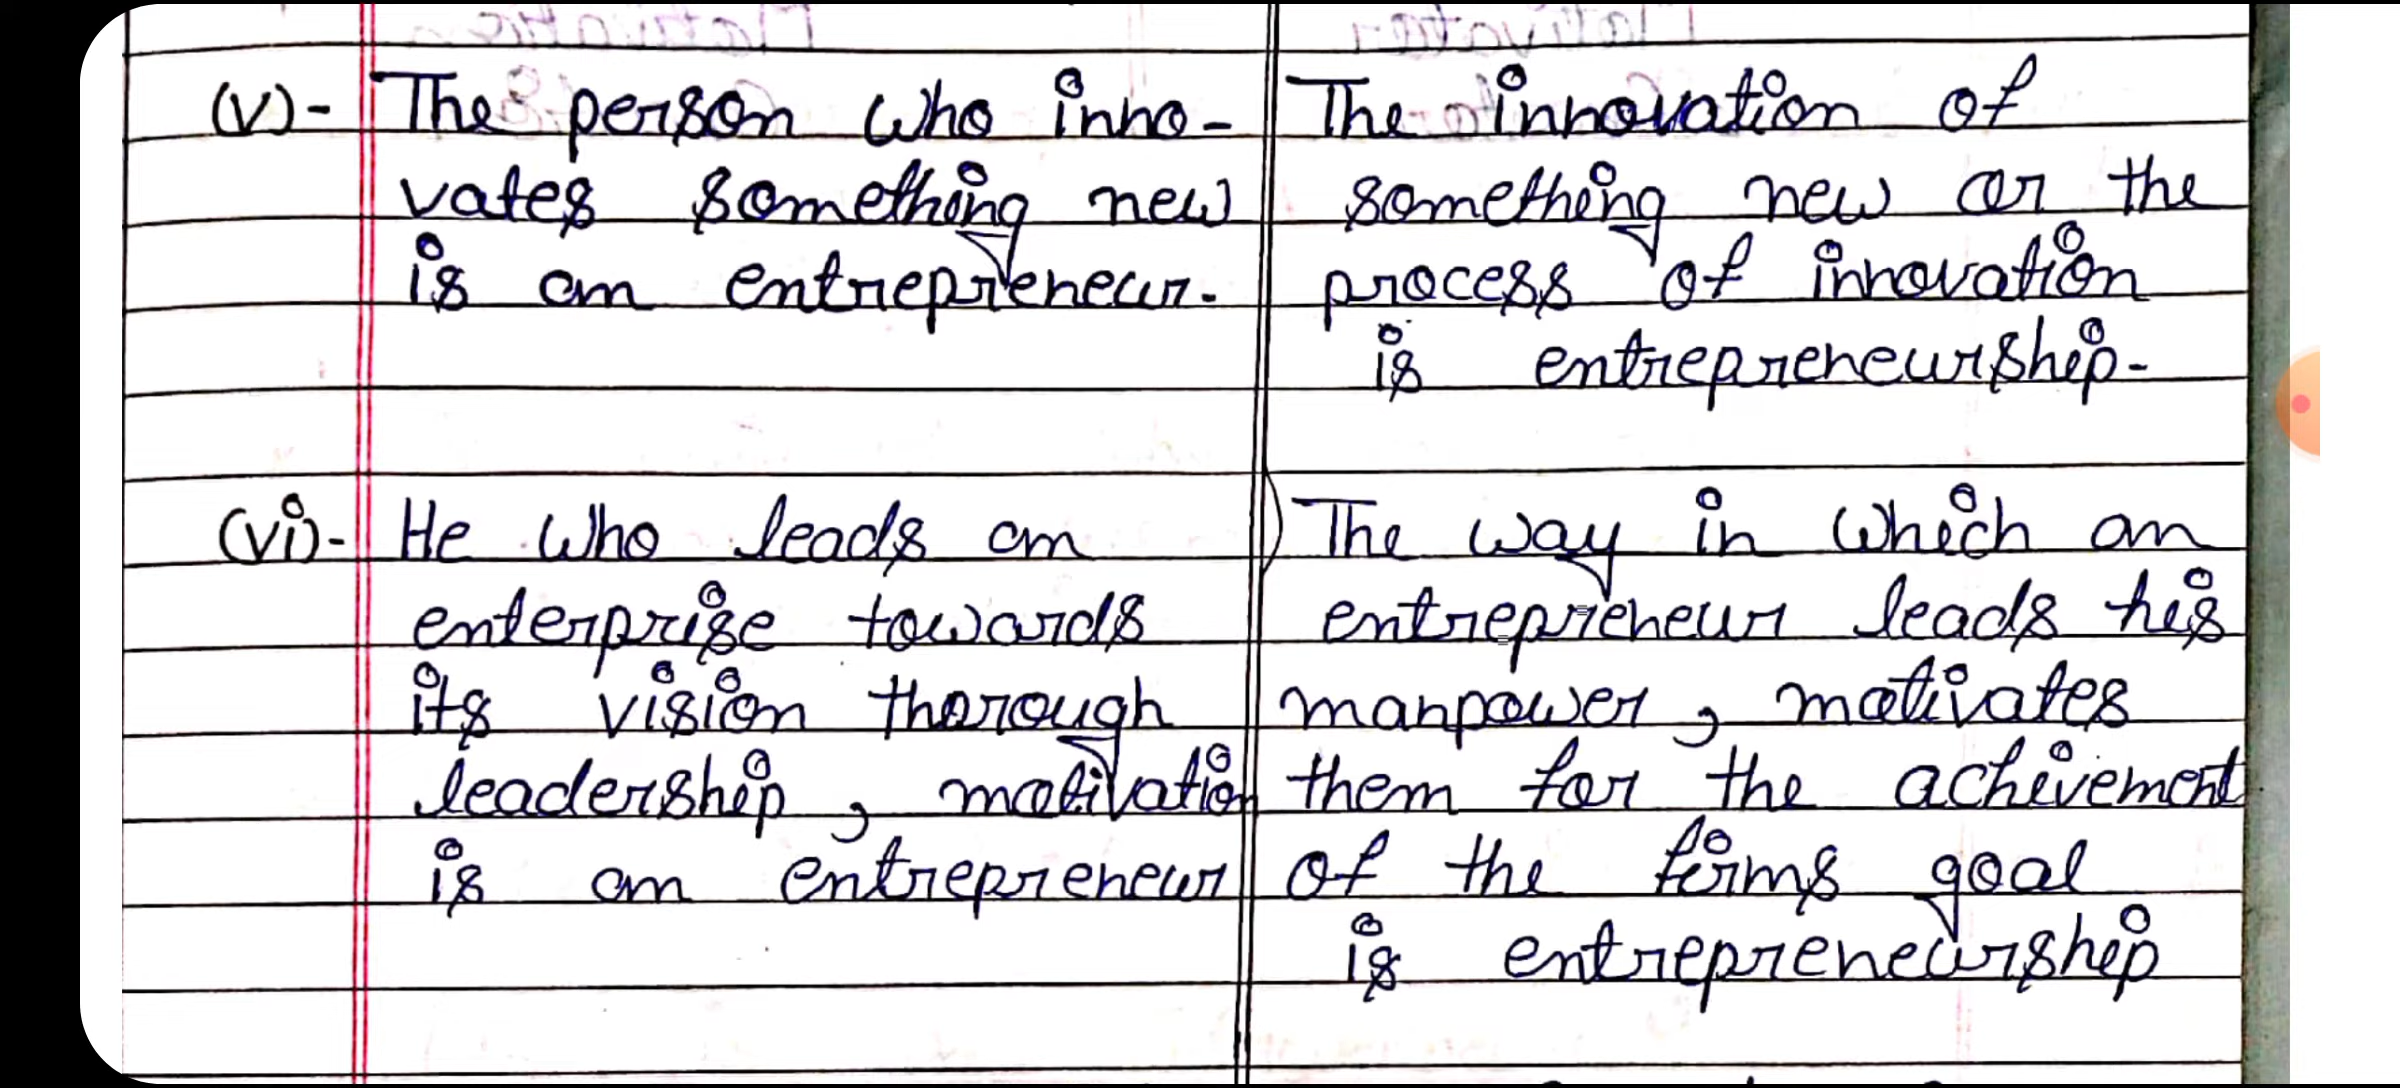 (v)- The person who inno-
vates something new
is an entrepreneur.
The innovation of
something new or the
process of innovation
is entrepreneurship-
(vi)- He who leads an
enterprise towards
its vision thorough
leadership, motivation
is an entrepreneur
The way in which an
entrepreneur leads his
manpower, motivates
them for the achivement
of the firms goal
is entrepreneurship